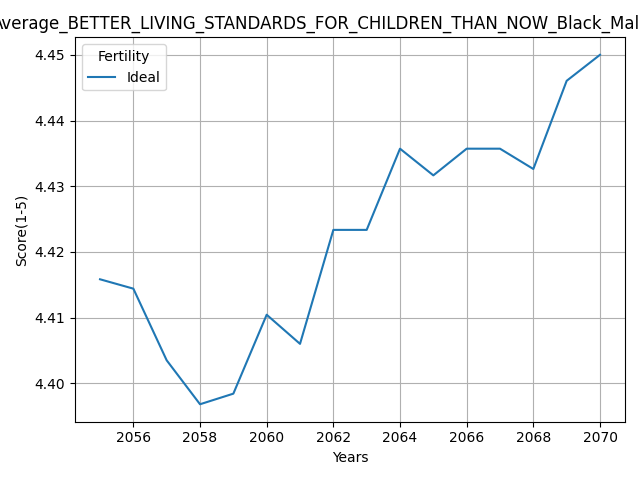 Average_BETTER_LIVING_STANDARDS_FOR_CHILDREN_THAN_NOW_Black_Mal
Fertility
Ideal
4.45
4.44
4.43
4.42
4.41
4.40
Score(1-5)
2056 2058 2060 2062 2064 2066 2068 2070
Years